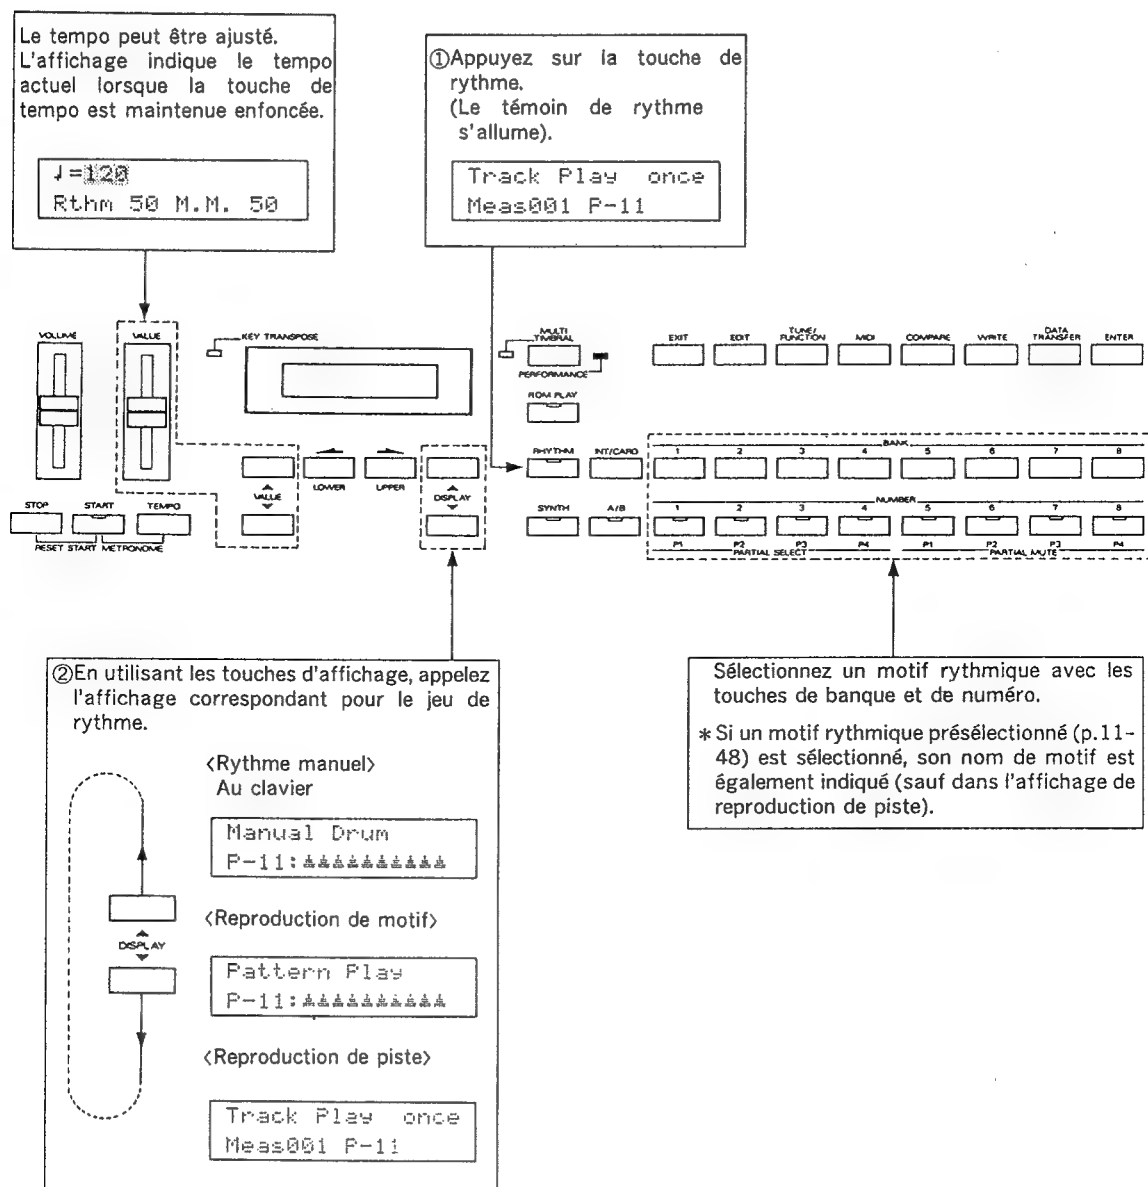 Le tempo peut être ajusté.
L'affichage indique le tempo
actuel lorsque la touche de
tempo est maintenue enfoncée.
♩=120
Rthm 50 M.M. 50
①Appuyez sur la touche de
rythme.
(Le témoin de rythme
s'allume).
Track Play once
Meas001 P-11
VOLUME
VALUE
KEY TRANSPOSE
MULTI
TIMBRAL
PERFORMANCE
EXIT
EDIT
TUNE/
FUNCTION
MIDI
COMPARE
WRITE
DATA
TRANSFER
ENTER
ROM PLAY
BANK
RHYTHM
INT/CARD
1 2 3 4 5 6 7 8
VALUE
LOWER
UPPER
DISPLAY
NUMBER
STOP
START
TEMPO
SYNTH
A/B
1 2 3 4 5 6 7 8
RESET START
METRONOME
P1 P2 P3 P4 P1 P2 P3 P4
PARTIAL SELECT
PARTIAL MUTE
②En utilisant les touches d'affichage, appelez
l'affichage correspondant pour le jeu de
rythme.
〈Rythme manuel〉
Au clavier
Manual Drum
P-11:
DISPLAY
〈Reproduction de motif〉
Pattern Play
P-11:
〈Reproduction de piste〉
Track Play once
Meas001 P-11
Sélectionnez un motif rythmique avec les
touches de banque et de numéro.
* Si un motif rythmique présélectionné (p.11-
48) est sélectionné, son nom de motif est
également indiqué (sauf dans l'affichage de
reproduction de piste).